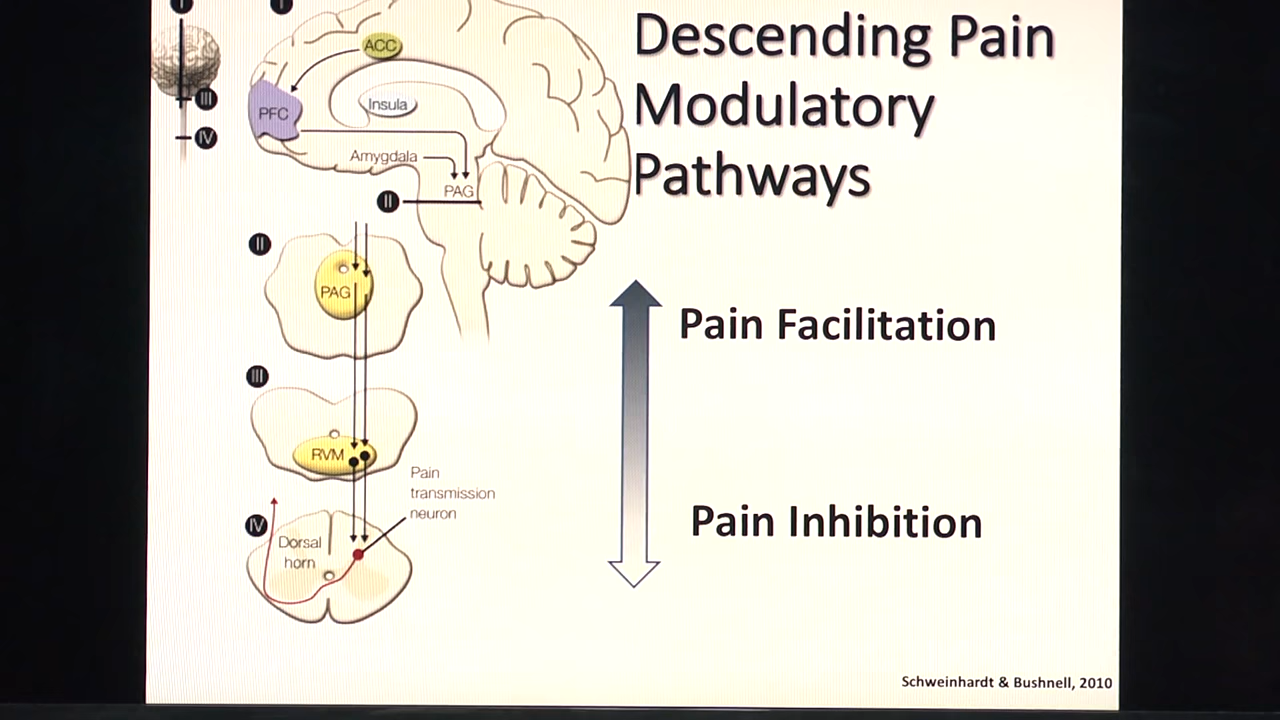 Descending Pain
Modulatory
Pathways
I
I
III
IV
ACC
PFC
Insula
Amygdala
PAG
II
II
PAG
III
RVM
Pain
transmission
neuron
IV
Dorsal
horn
Pain Facilitation
Pain Inhibition
Schweinhardt & Bushnell, 2010